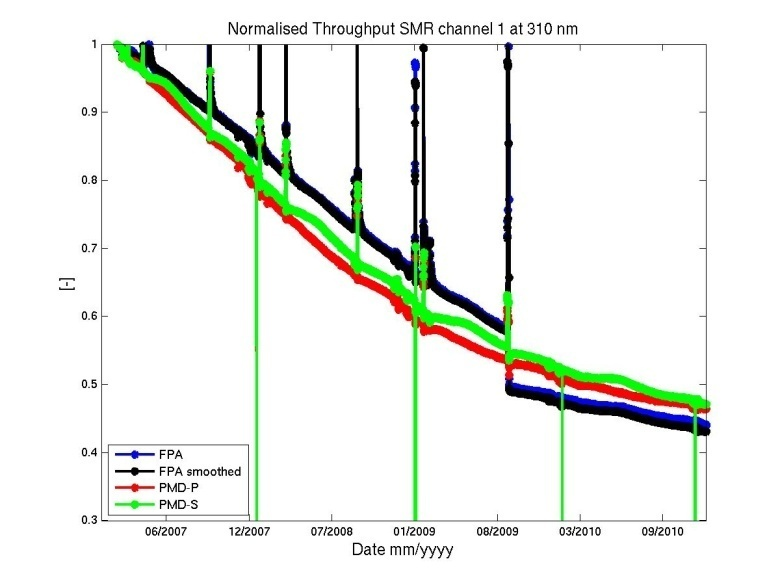 Normalised Throughput SMR channel 1 at 310 nm
1
0.9
0.8
0.7
0.6
0.5
0.4
0.3
[-]
FPA
FPA smoothed
PMD-P
PMD-S
06/2007 12/2007 07/2008 01/2009 08/2009 03/2010 09/2010
Date mm/yyyy